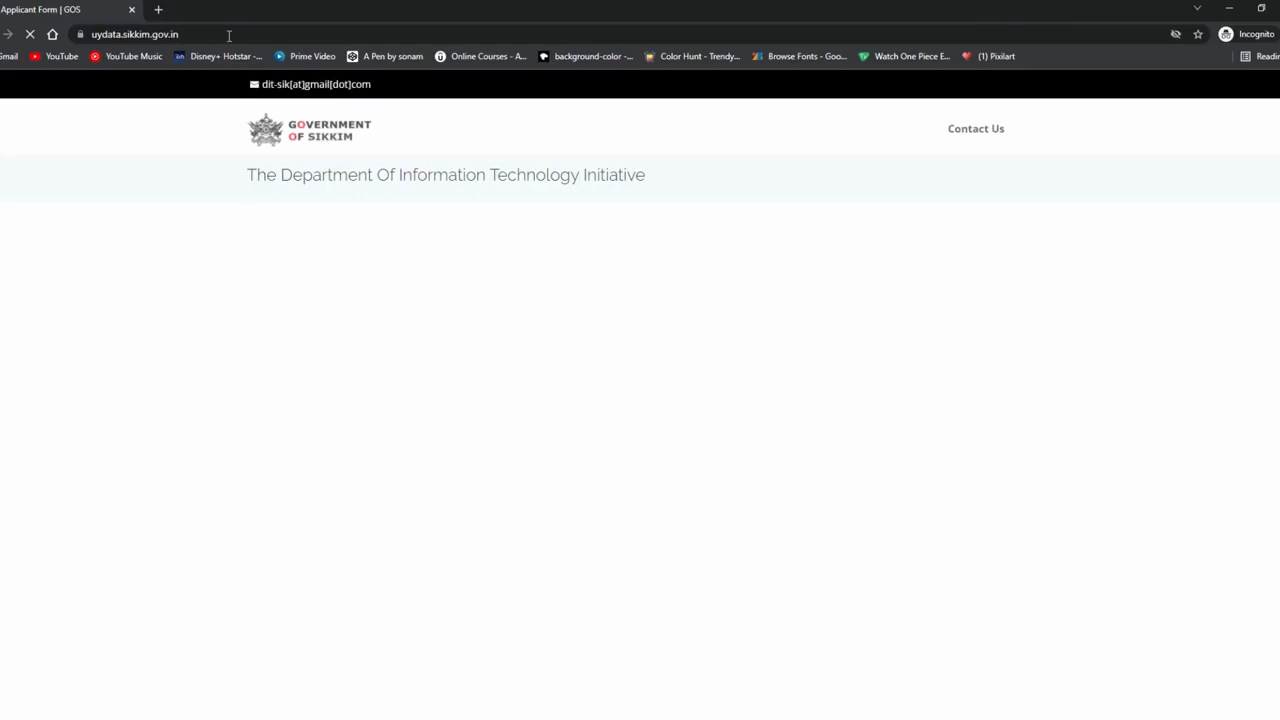 Applicant Form | GOS
uydata.sikkim.gov.in
Incognito
Gmail
YouTube
YouTube Music
Disney+ Hotstar -...
Prime Video
A Pen by sonam
Online Courses - A...
background-color -...
Color Hunt - Trendy...
Browse Fonts - Goo...
Watch One Piece E...
(1) Pixilart
Readin
dit-sik[at]gmail[dot]com
GOVERNMENT
OF SIKKIM
Contact Us
The Department Of Information Technology Initiative